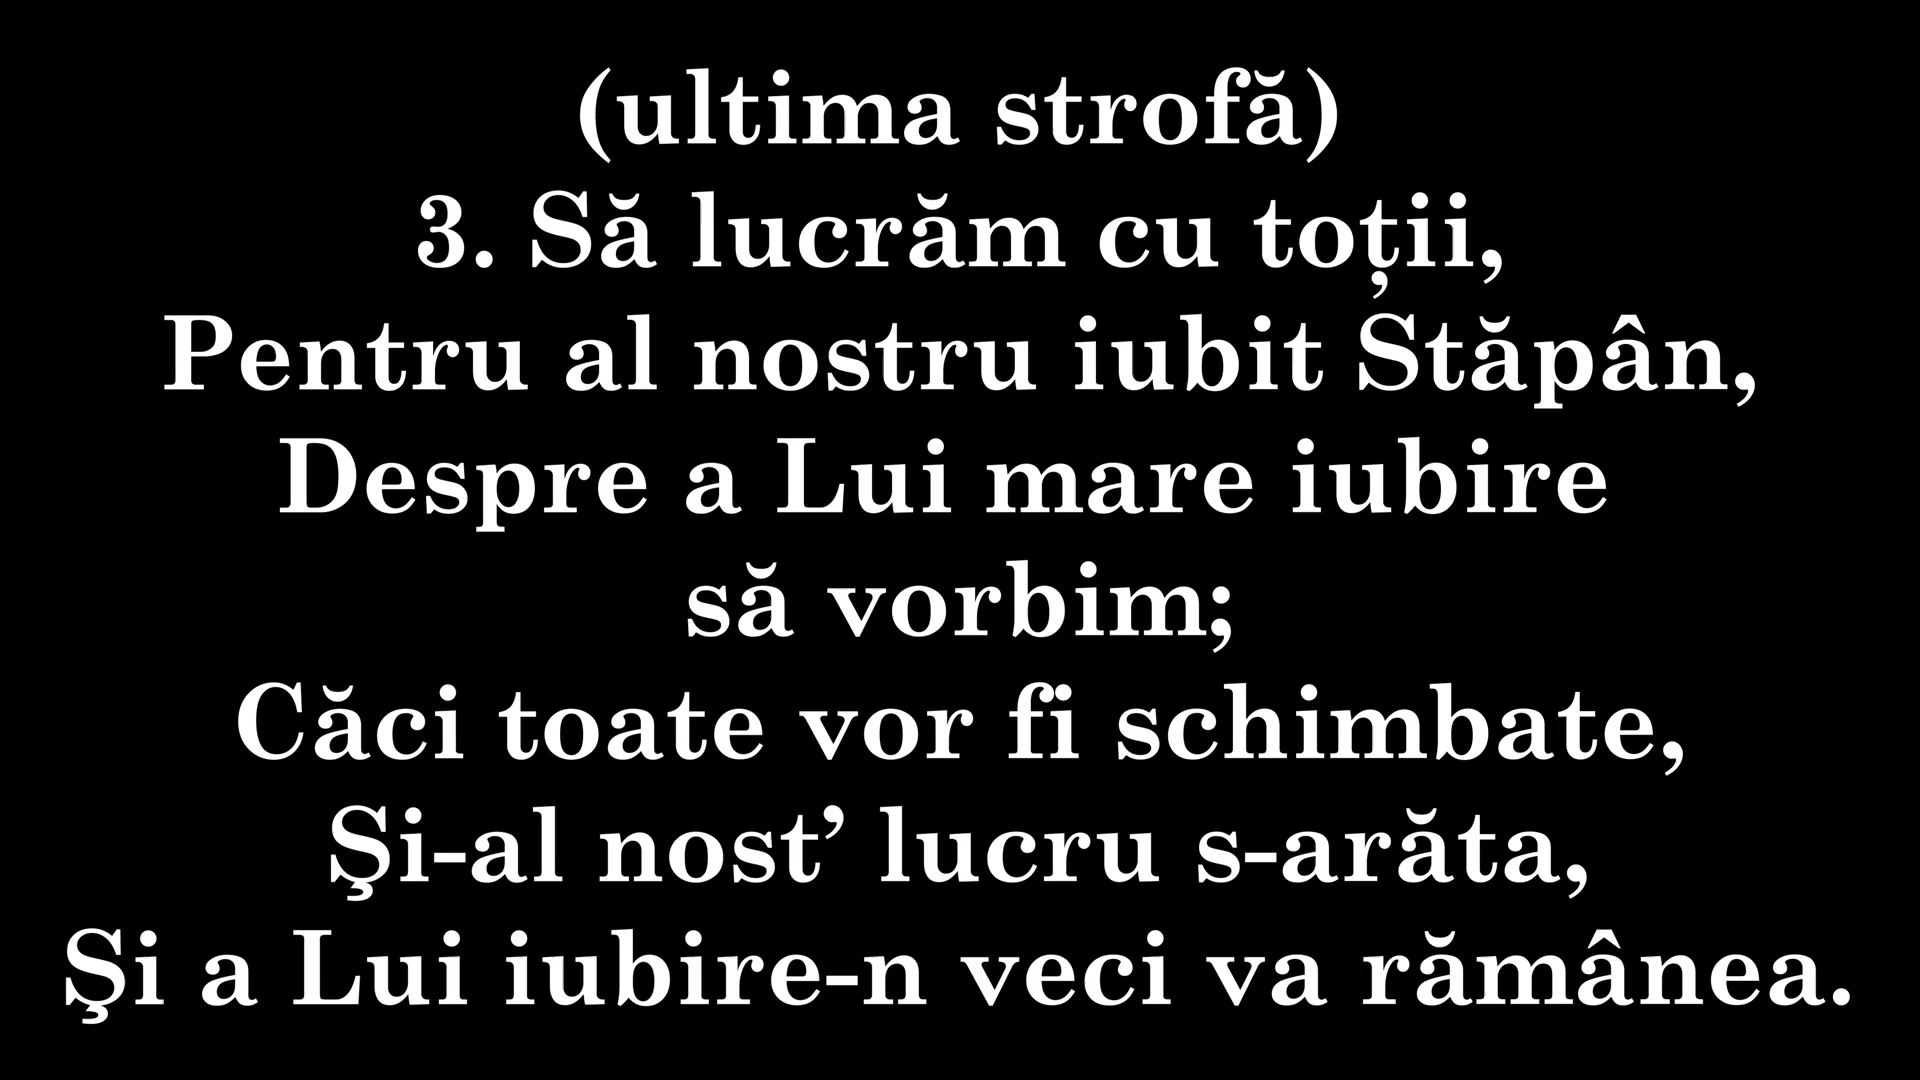 (ultima strofă)
3. Să lucrăm cu toții,
Pentru al nostru iubit Stăpân,
Despre a Lui mare iubire
să vorbim;
Căci toate vor fi schimbate,
Şi-al nost’ lucru s-arăta,
Şi a Lui iubire-n veci va rămânea.